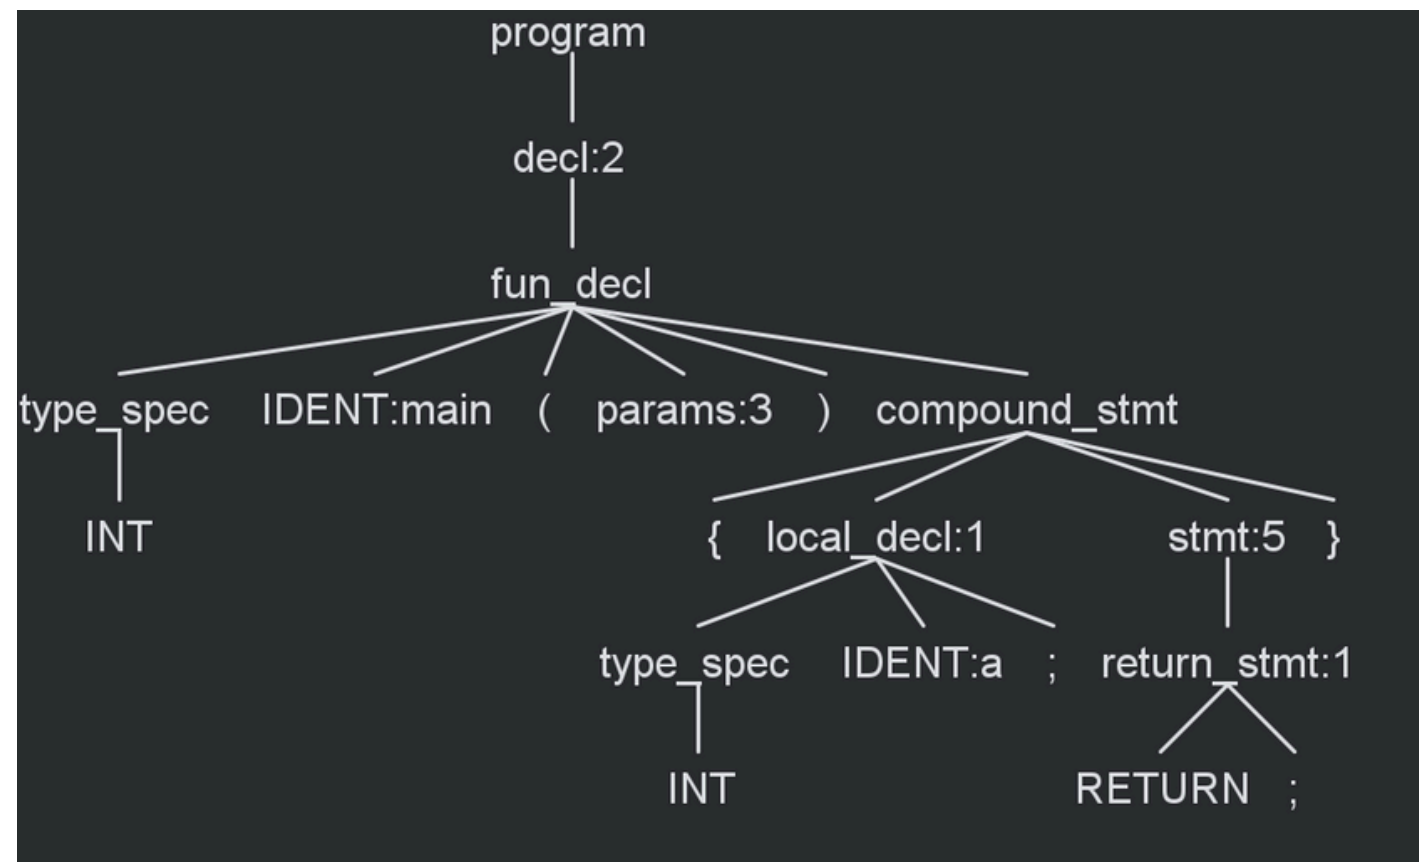 program
decl:2
fun_decl
type_spec IDENT:main ( params:3 ) compound_stmt
INT { local_decl:1 stmt:5 }
type_spec IDENT:a ; return_stmt:1
INT RETURN ;